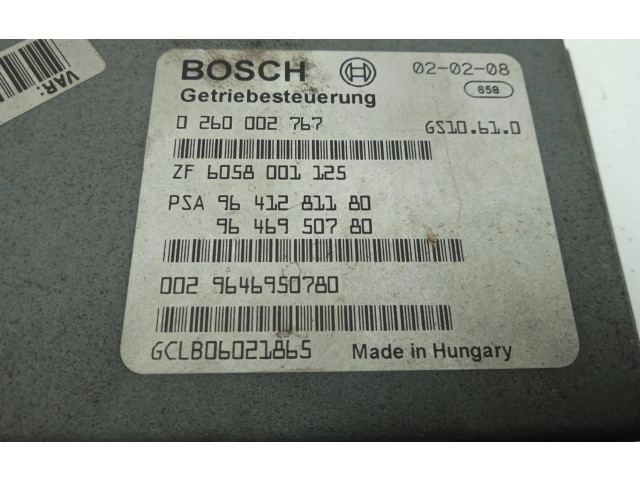 VAR:
BOSCH 02-02-08
Getriebesteuerung 658
0 260 002 767 GS10.61.0
ZF 6058 001 125
PSA 96 412 811 80
96 469 507 80
002 9646950780
GCLB06021865 Made in Hungary